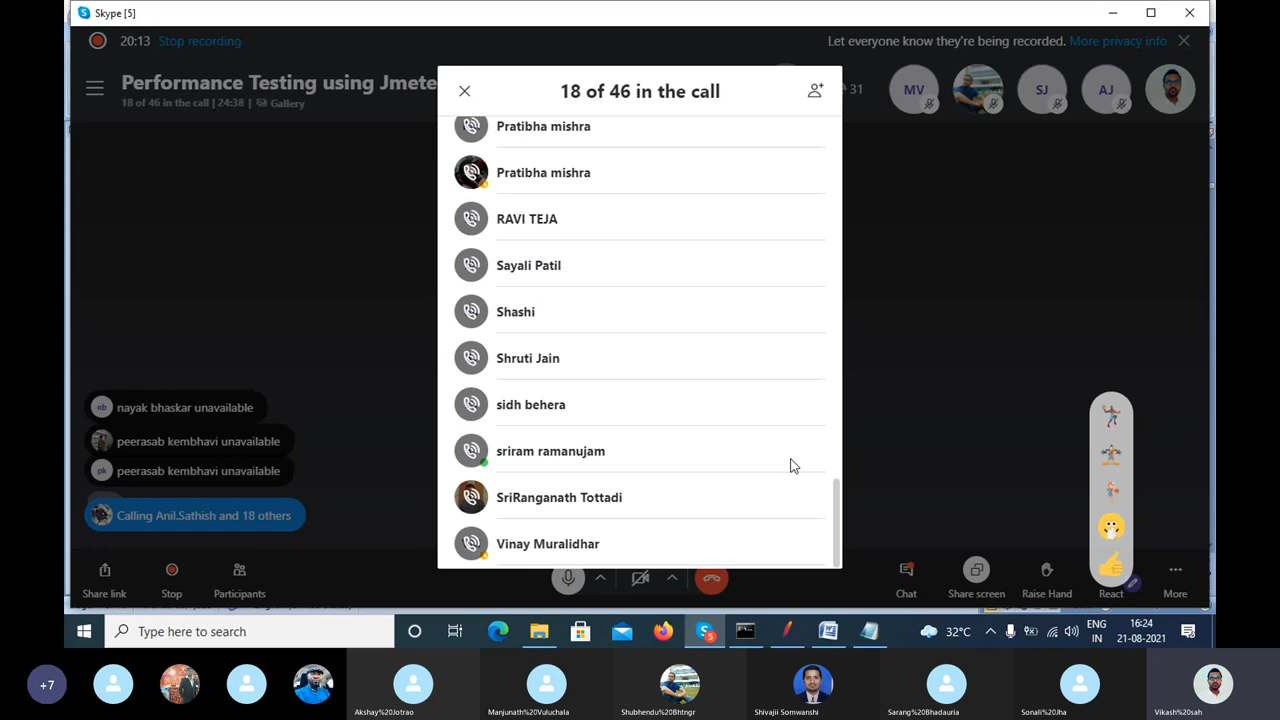 Skype [5]
20:13 Stop recording
Let everyone know they're being recorded. More privacy info
Performance Testing using Jmete
18 of 46 in the call | 24:38 | Gallery
18 of 46 in the call
31
MV
SJ
AJ
Pratibha mishra
Pratibha mishra
RAVI TEJA
Sayali Patil
Shashi
Shruti Jain
sidh behera
sriram ramanujam
SriRanganath Tottadi
Vinay Muralidhar
nb nayak bhaskar unavailable
peerasab kembhavi unavailable
pk peerasab kembhavi unavailable
Calling Anil.Sathish and 18 others
Share link
Stop
Participants
Chat
Share screen
Raise Hand
React
More
Type here to search
5
32°C
ENG
IN
16:24
21-08-2021
+7
Akshay%20Jotrao
Manjunath%20Vuluchala
Shubhendu%20Bhtngr
Shivajii Somwanshi
Sarang%20Bhadauria
Sonali%20Jha
Vikash%20sah